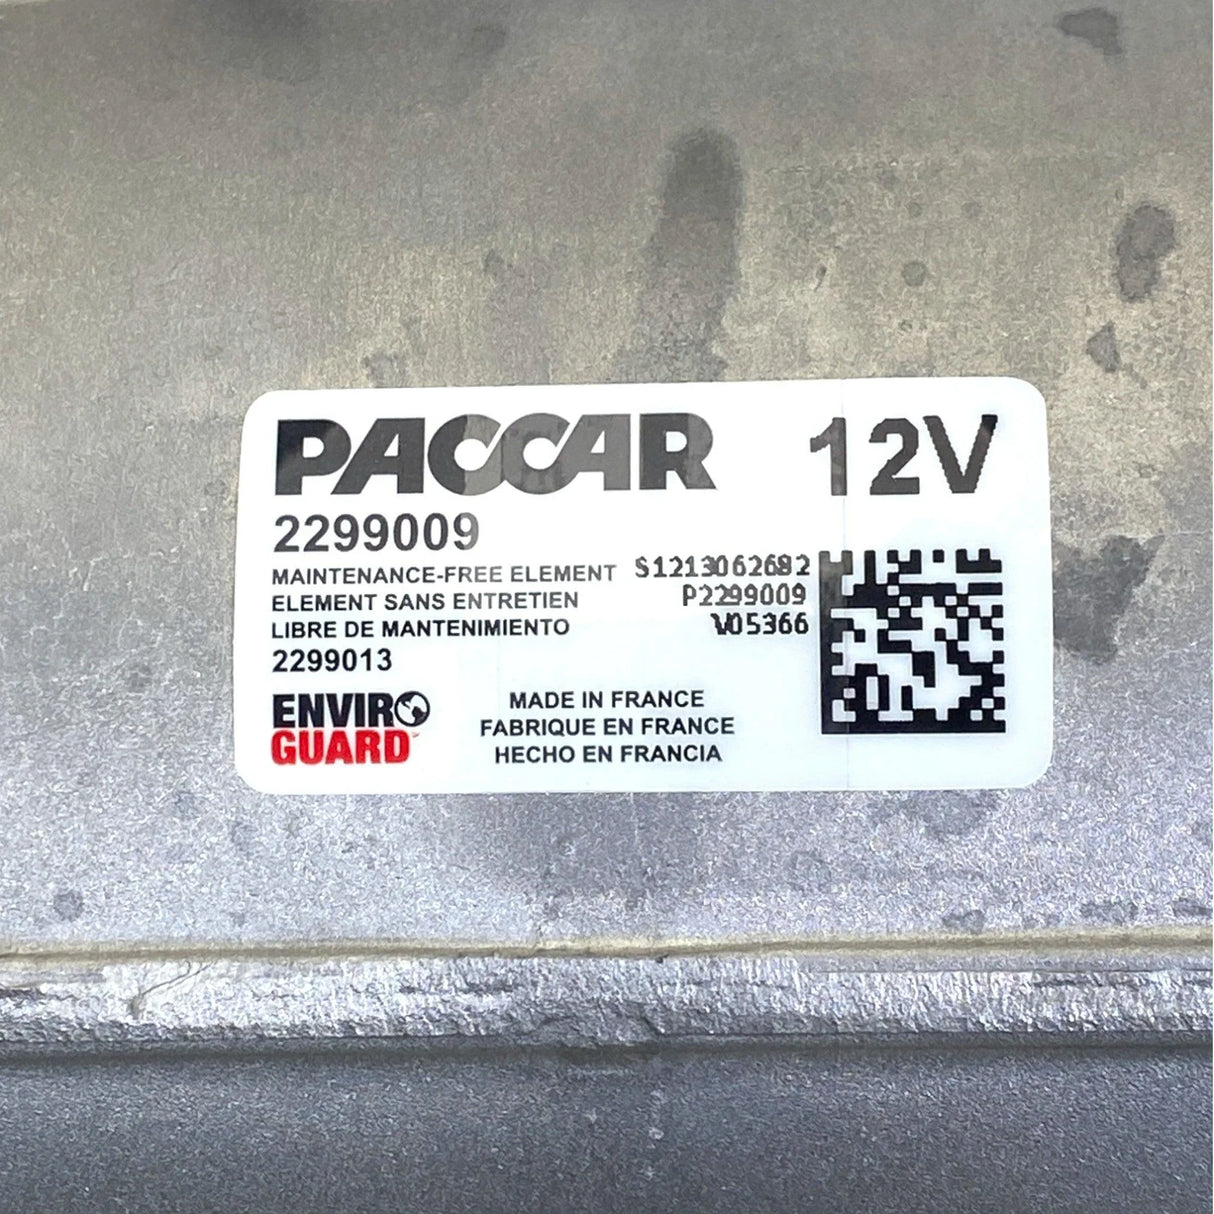 PACCAR 12V
2299009
MAINTENANCE-FREE ELEMENT S1213062682
ELEMENT SANS ENTRETIEN P2299009
LIBRE DE MANTENIMIENTO V05366
2299013
ENVIRO
GUARD™
MADE IN FRANCE
FABRIQUE EN FRANCE
HECHO EN FRANCIA